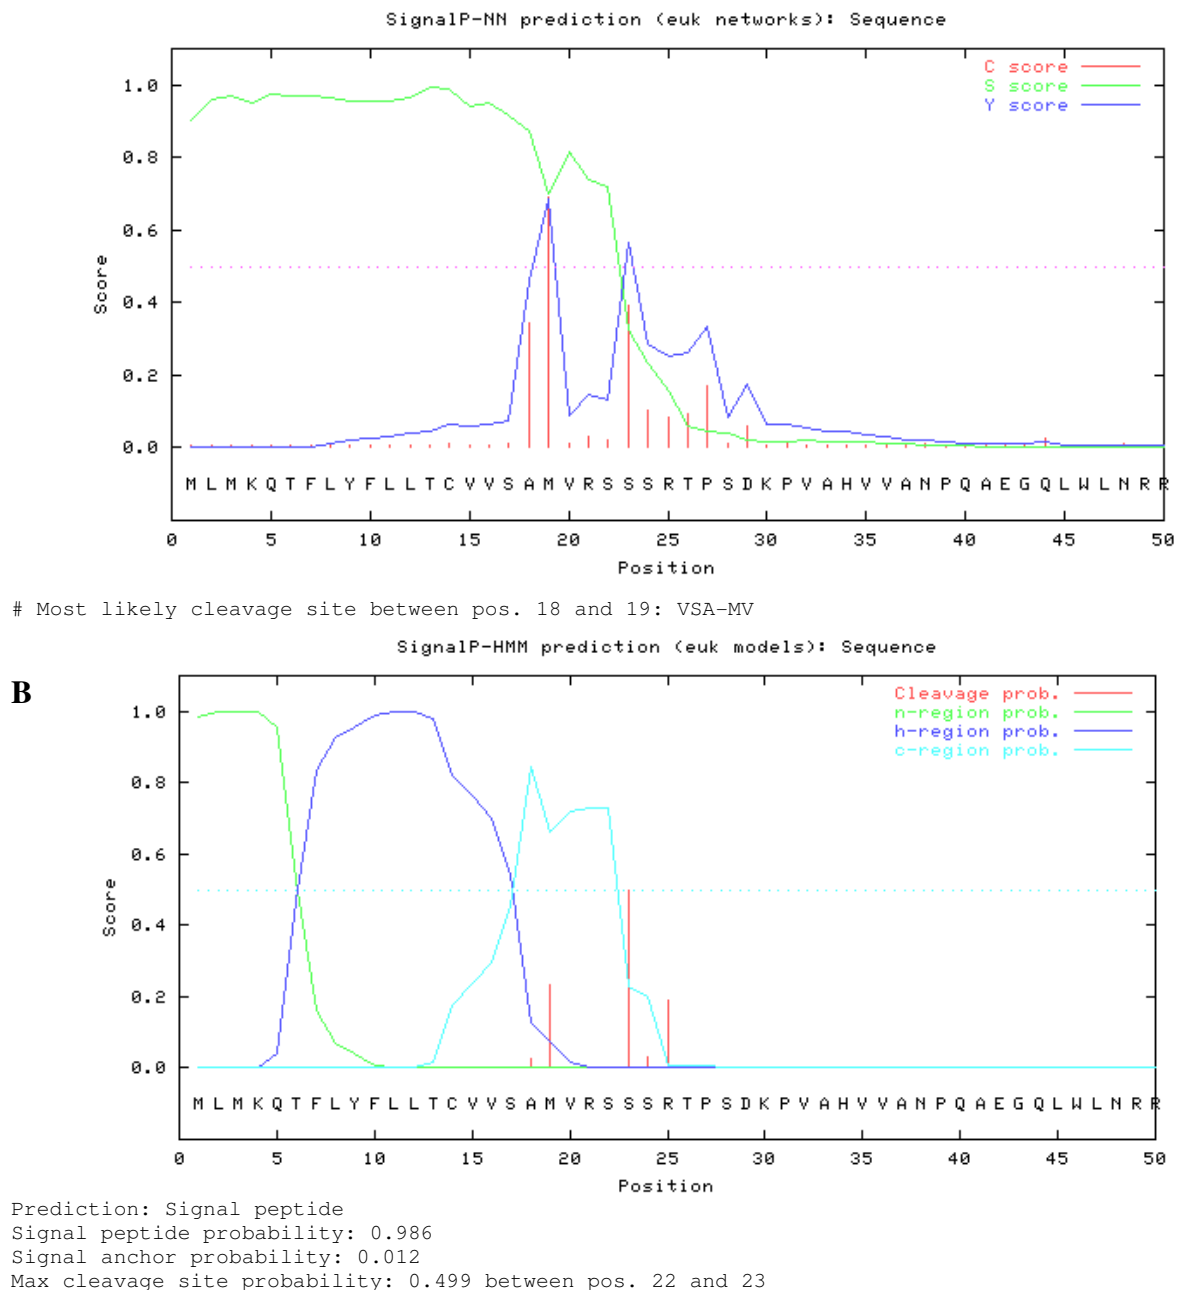 SignalP-NN prediction (euk networks): Sequence
C score
S score
Y score
1.0
0.8
0.6
0.4
0.2
0.0
Score
M L M K Q T F L Y F L L T C V V S A M V R S S S R T P S D K P V A H V V A N P Q A E G Q L W L N R R
0 5 10 15 20 25 30 35 40 45 50
Position
# Most likely cleavage site between pos. 18 and 19: VSA-MV
SignalP-HMM prediction (euk models): Sequence
B
Cleavage prob.
n-region prob.
h-region prob.
c-region prob.
1.0
0.8
0.6
0.4
0.2
0.0
Score
M L M K Q T F L Y F L L T C V V S A M V R S S S R T P S D K P V A H V V A N P Q A E G Q L W L N R R
0 5 10 15 20 25 30 35 40 45 50
Position
Prediction: Signal peptide
Signal peptide probability: 0.986
Signal anchor probability: 0.012
Max cleavage site probability: 0.499 between pos. 22 and 23